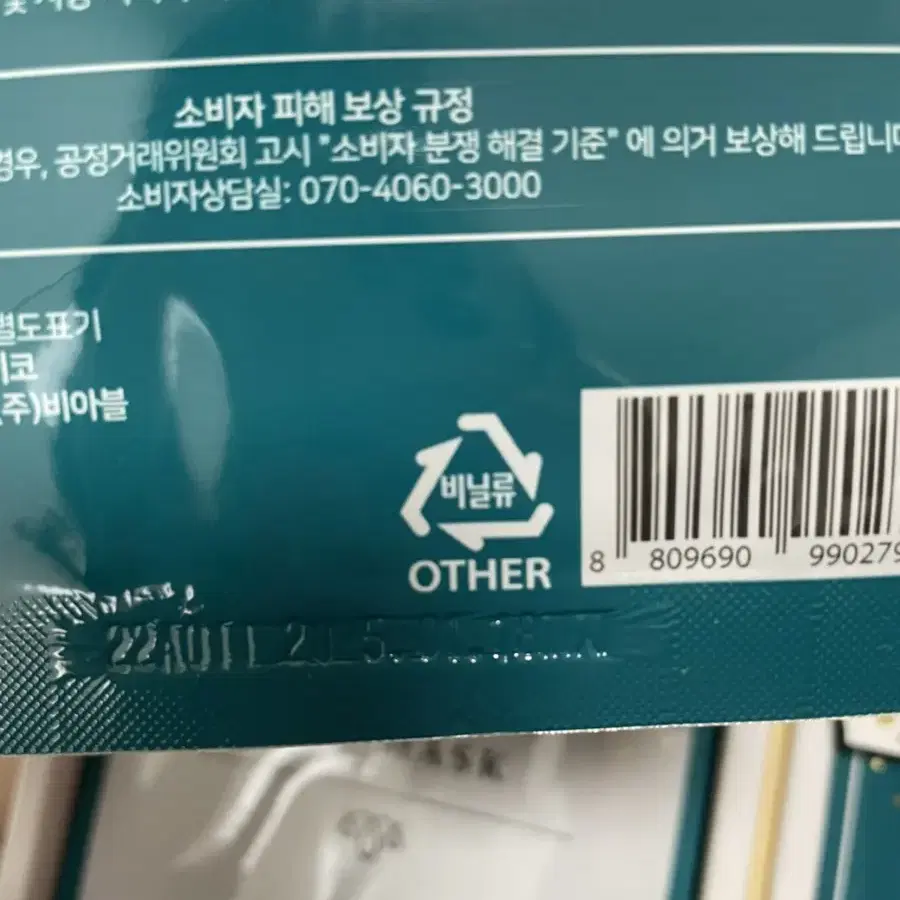 소비자 피해 보상 규정
경우, 공정거래위원회 고시 "소비자 분쟁 해결 기준" 에 의거 보상해 드립니다
소비자상담실: 070-4060-3000
별도표기
(주)비아블
비닐류
OTHER
8 809690 990279
22A011
MASK